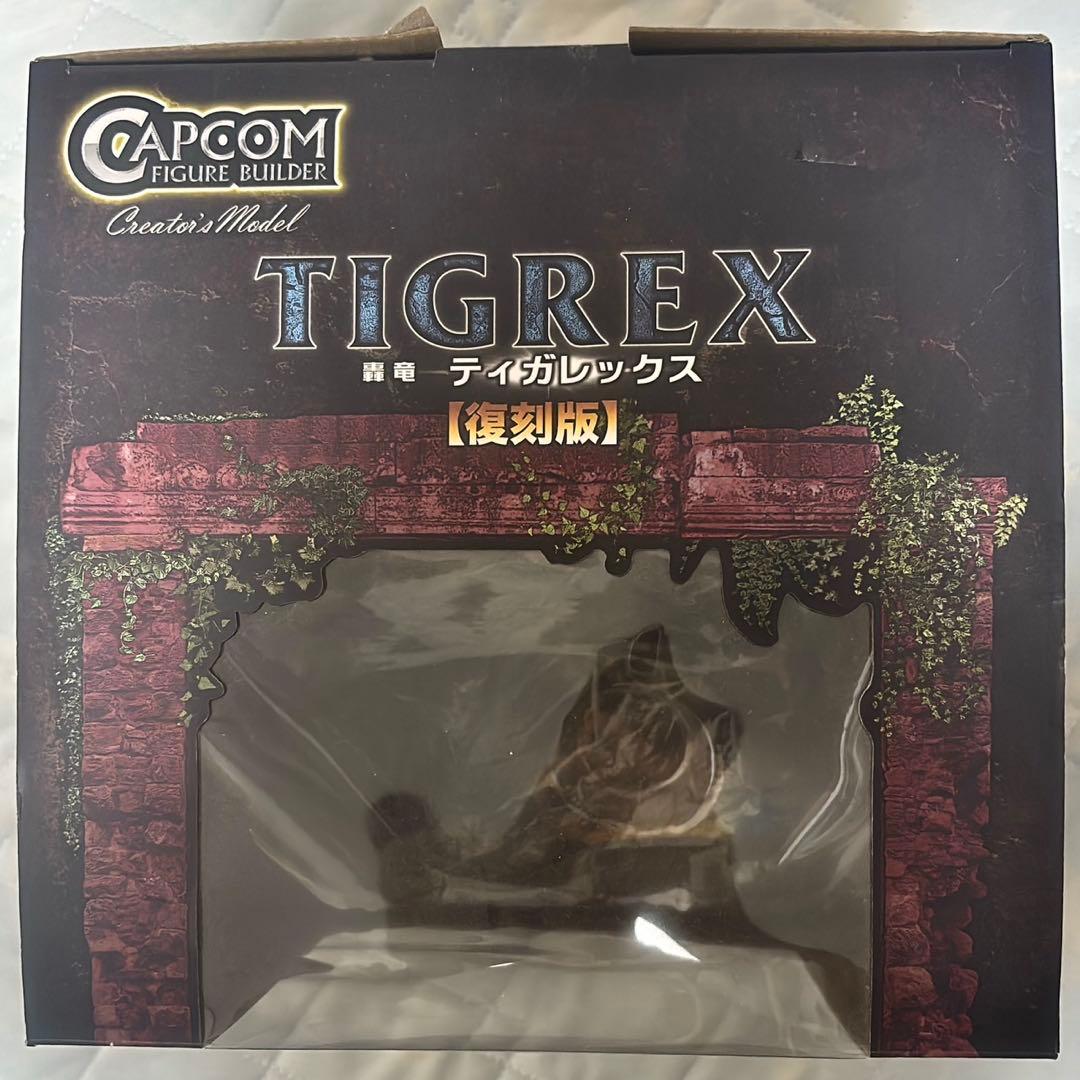 CAPCOM
FIGURE BUILDER
Creator's Model
TIGREX
轟竜 ティガレックス
【復刻版】